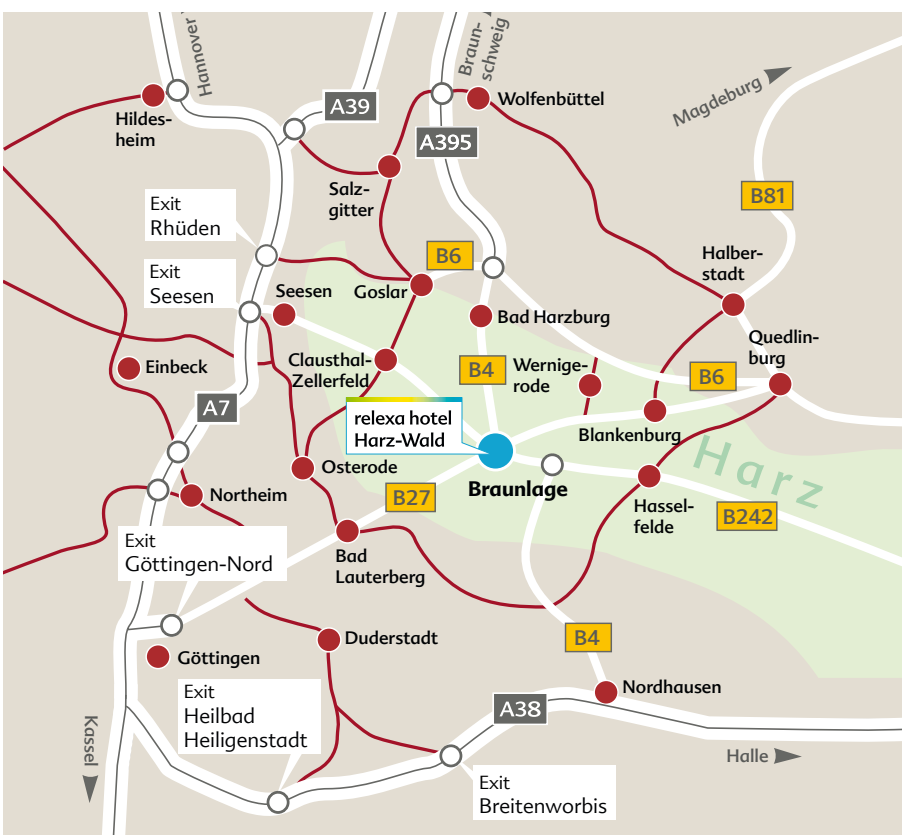 Hannover
Braun-
schweig
Magdeburg
Hildes-
heim
A39
Wolfenbüttel
A395
Salz-
gitter
B81
Exit
Rhüden
B6
Halber-
stadt
Exit
Seesen
Seesen
Goslar
Bad Harzburg
Quedlin-
burg
Einbeck
Clausthal-
Zellerfeld
B4
Wernige-
rode
B6
A7
relexa hotel
Harz-Wald
Blankenburg
Harz
Osterode
Braunlage
Northeim
B27
Hassel-
felde
B242
Exit
Göttingen-Nord
Bad
Lauterberg
Duderstadt
B4
Göttingen
Exit
Heilbad
Heiligenstadt
Nordhausen
A38
Kassel
Halle
Exit
Breitenworbis